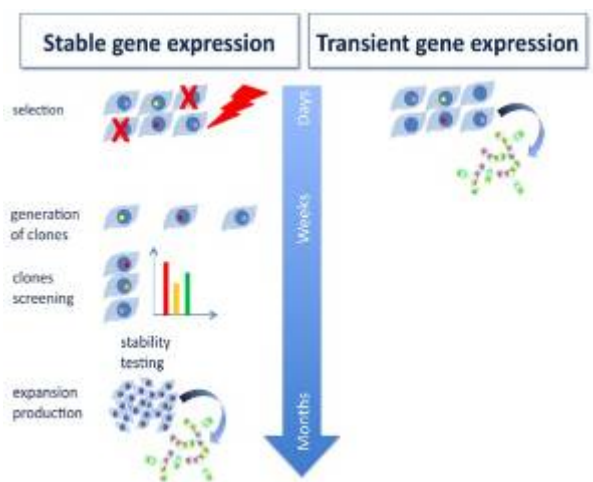 Stable gene expression
Transient gene expression
selection
Days
generation
of clones
Weeks
clones
screening
stability
testing
expansion
production
Months